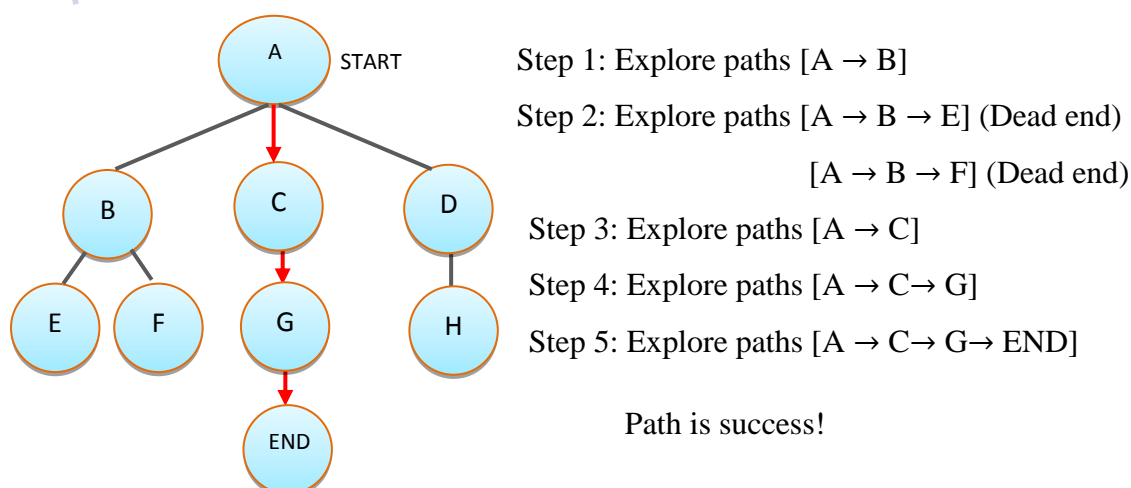 A
START
B
C
D
E
F
G
H
END
Step 1: Explore paths [A → B]
Step 2: Explore paths [A → B → E] (Dead end)
[A → B → F] (Dead end)
Step 3: Explore paths [A → C]
Step 4: Explore paths [A → C→ G]
Step 5: Explore paths [A → C→ G→ END]
Path is success!